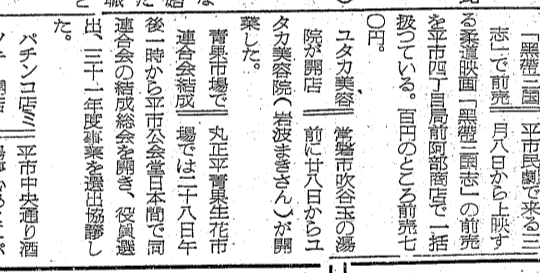 「黑帶三国
志」で前売
平市民劇で来る三
月八日から上映す
る柔道映画「黑帶三国志」の前売
を平市四丁目局前阿部商店で一括
扱つている。百円のところ前売七
〇円。
ユタカ美容
院が開店
常磐市吹谷玉の湯
前に廿八日からユ
タカ美容院(岩波まきさん)が開
業した。
青果市場で
連合会結成
丸正平青果生花市
場では二十八日午
後一時から平市公会堂日本間で同
連合会の結成総会を開き、役員選
出、三十一年度事業を選出協議し
た。
パチンコ店ミ
平市中央通り酒